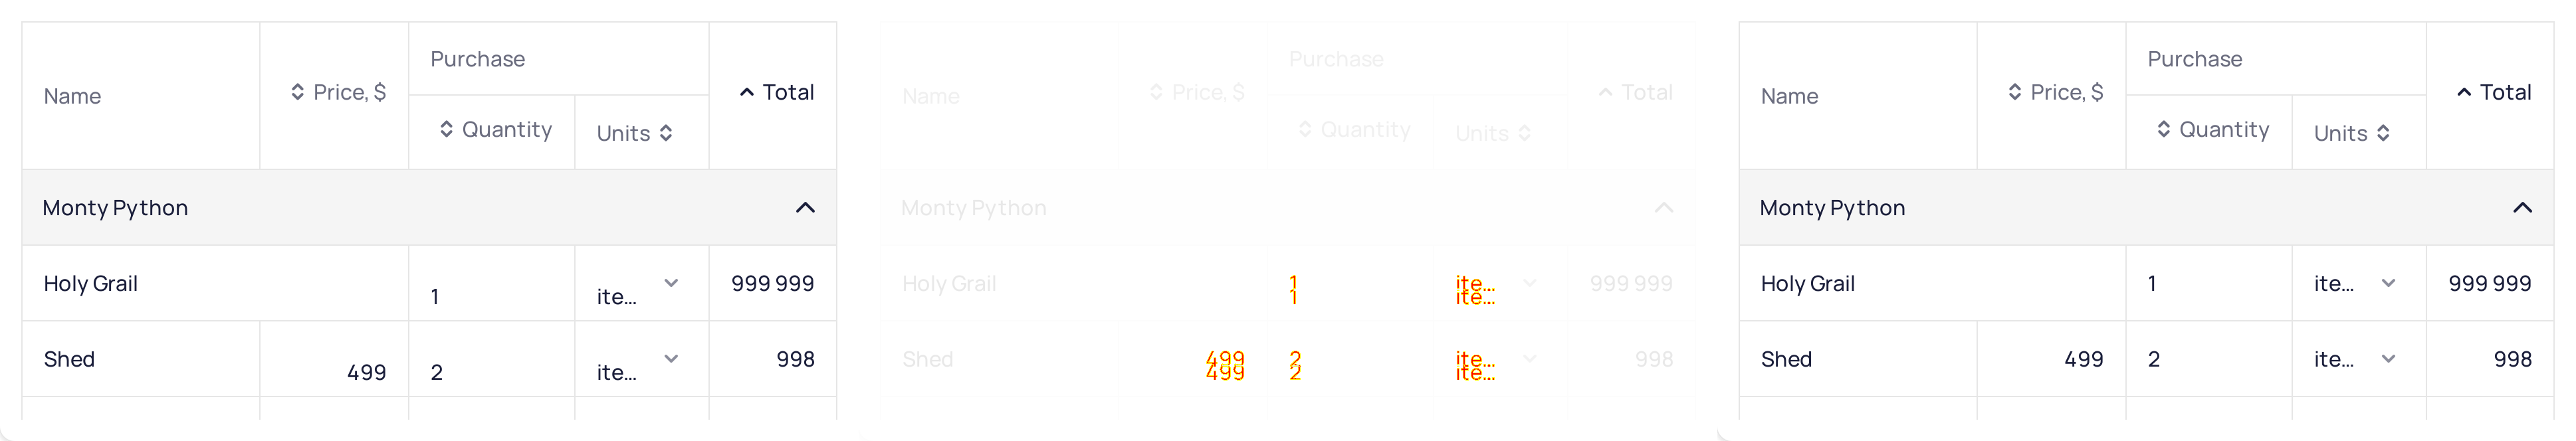 Name
Price, $
Purchase
Quantity
Units
Total
Monty Python
Holy Grail
1
ite...
999 999
Shed
499
2
ite...
998
Name
Price, $
Purchase
Quantity
Units
Total
Monty Python
Holy Grail
1
1
ite...
ite...
999 999
Shed
499
499
2
2
ite...
ite...
998
Name
Price, $
Purchase
Quantity
Units
Total
Monty Python
Holy Grail
1
ite...
999 999
Shed
499
2
ite...
998